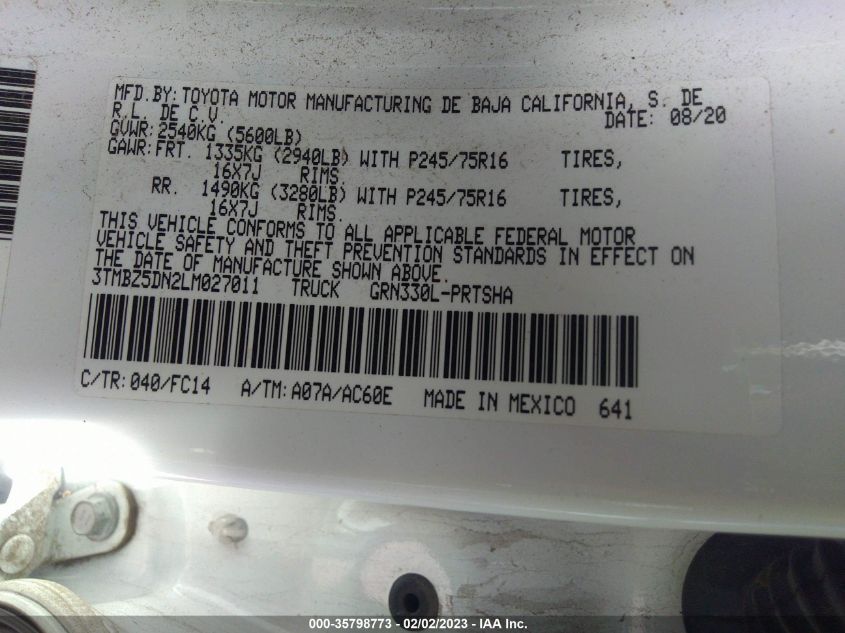 MFD.BY:TOYOTA MOTOR MANUFACTURING DE BAJA CALIFORNIA, S. DE
R.L. DE C.V. DATE: 08/20
GVWR:2540KG (5600LB)
GAWR:FRT. 1335KG (2940LB) WITH P245/75R16 TIRES,
16X7J RIMS.
RR. 1490KG (3280LB) WITH P245/75R16 TIRES,
16X7J RIMS.
THIS VEHICLE CONFORMS TO ALL APPLICABLE FEDERAL MOTOR
VEHICLE SAFETY AND THEFT PREVENTION STANDARDS IN EFFECT ON
THE DATE OF MANUFACTURE SHOWN ABOVE.
3TMBZ5DN2LM027011 TRUCK GRN330L-PRTSHA
C/TR:040/FC14 A/TM:A07A/AC60E MADE IN MEXICO 641
000-35798773 - 02/02/2023 - IAA Inc.